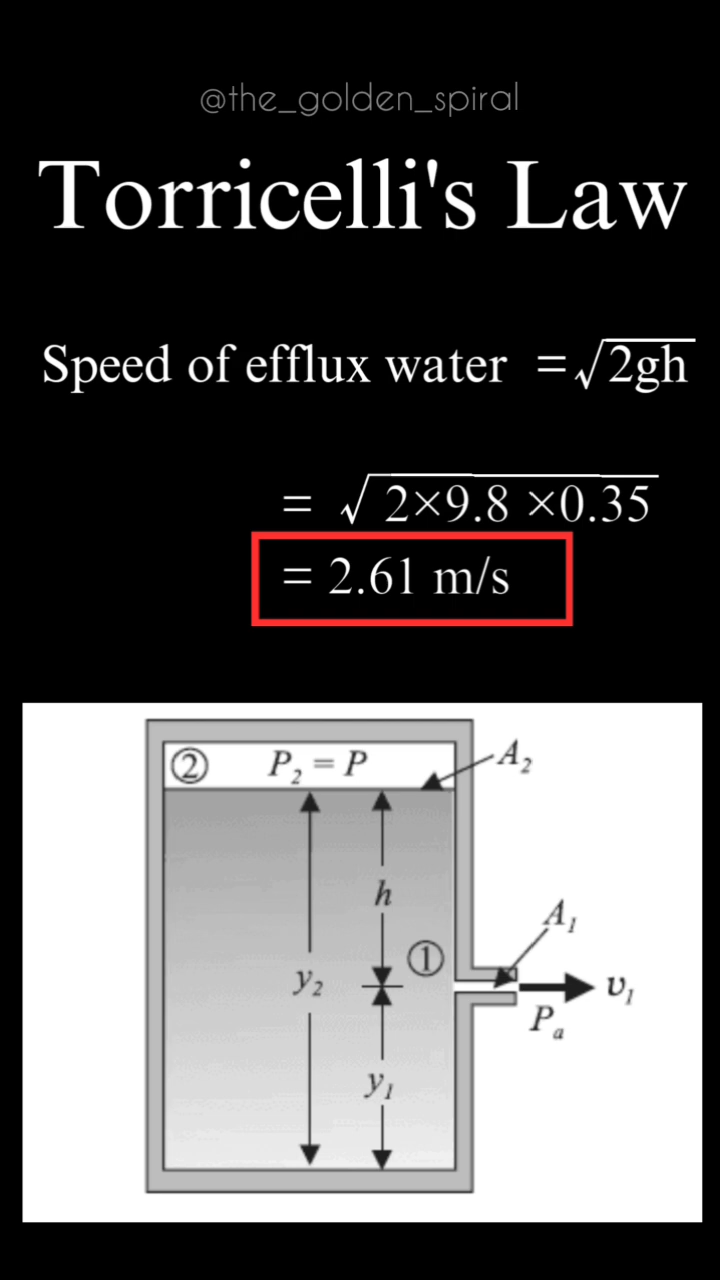 @the_golden_spiral
Torricelli's Law
Speed of efflux water =√2gh
= √ 2×9.8 ×0.35
= 2.61 m/s
② P₂ = P A₂
h
A₁
①
y₂ v₁
Pₐ
y₁